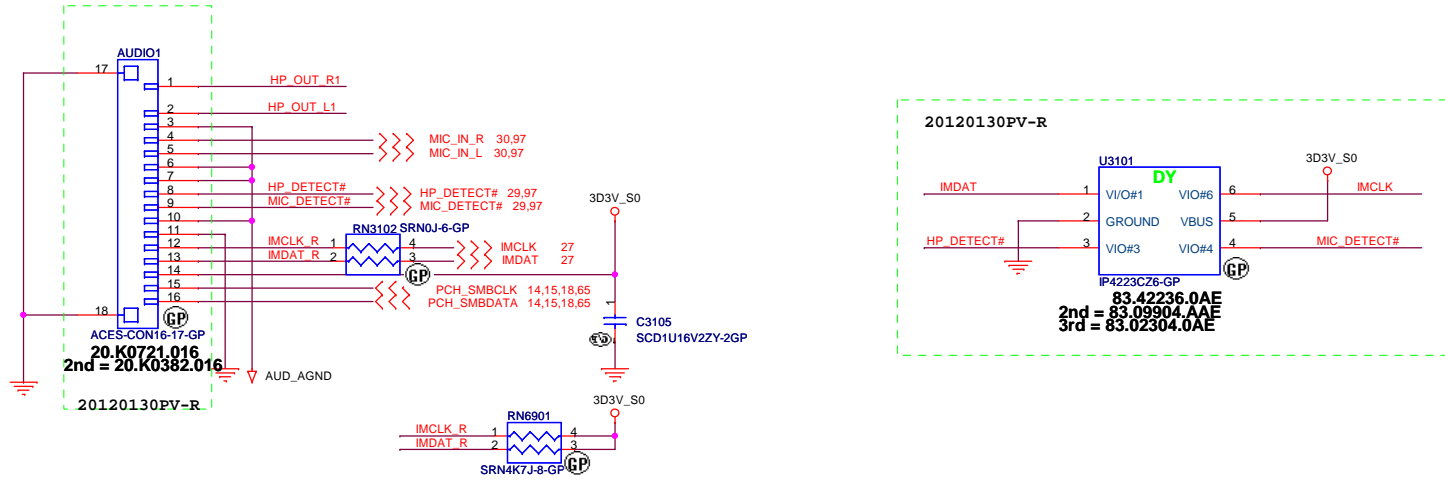 AUDIO1
17
1 HP_OUT_R1
2 HP_OUT_L1
3
4 MIC_IN_R 30,97
5 MIC_IN_L 30,97
6
7
8 HP_DETECT# HP_DETECT# 29,97
9 MIC_DETECT# MIC_DETECT# 29,97
10
11
RN3102 SRN0J-6-GP
12 IMCLK_R 1 4 IMCLK 27
13 IMDAT_R 2 3 IMDAT 27
GP
14
15 PCH_SMBCLK 14,15,18,65
16 PCH_SMBDATA 14,15,18,65
18
GP
ACES-CON16-17-GP
20.K0721.016
2nd = 20.K0382.016
AUD_AGND
20120130PV-R
3D3V_S0
1
C3105
SCD1U16V2ZY-2GP
3D3V_S0
RN6901
IMCLK_R 1 4
IMDAT_R 2 3
SRN4K7J-8-GP
GP
20120130PV-R
3D3V_S0
U3101
DY
IMDAT 1 VI/O#1 VIO#6 6 IMCLK
2 GROUND VBUS 5
HP_DETECT# 3 VIO#3 VIO#4 4 MIC_DETECT#
GP
IP4223CZ6-GP
83.42236.0AE
2nd = 83.09904.AAE
3rd = 83.02304.0AE